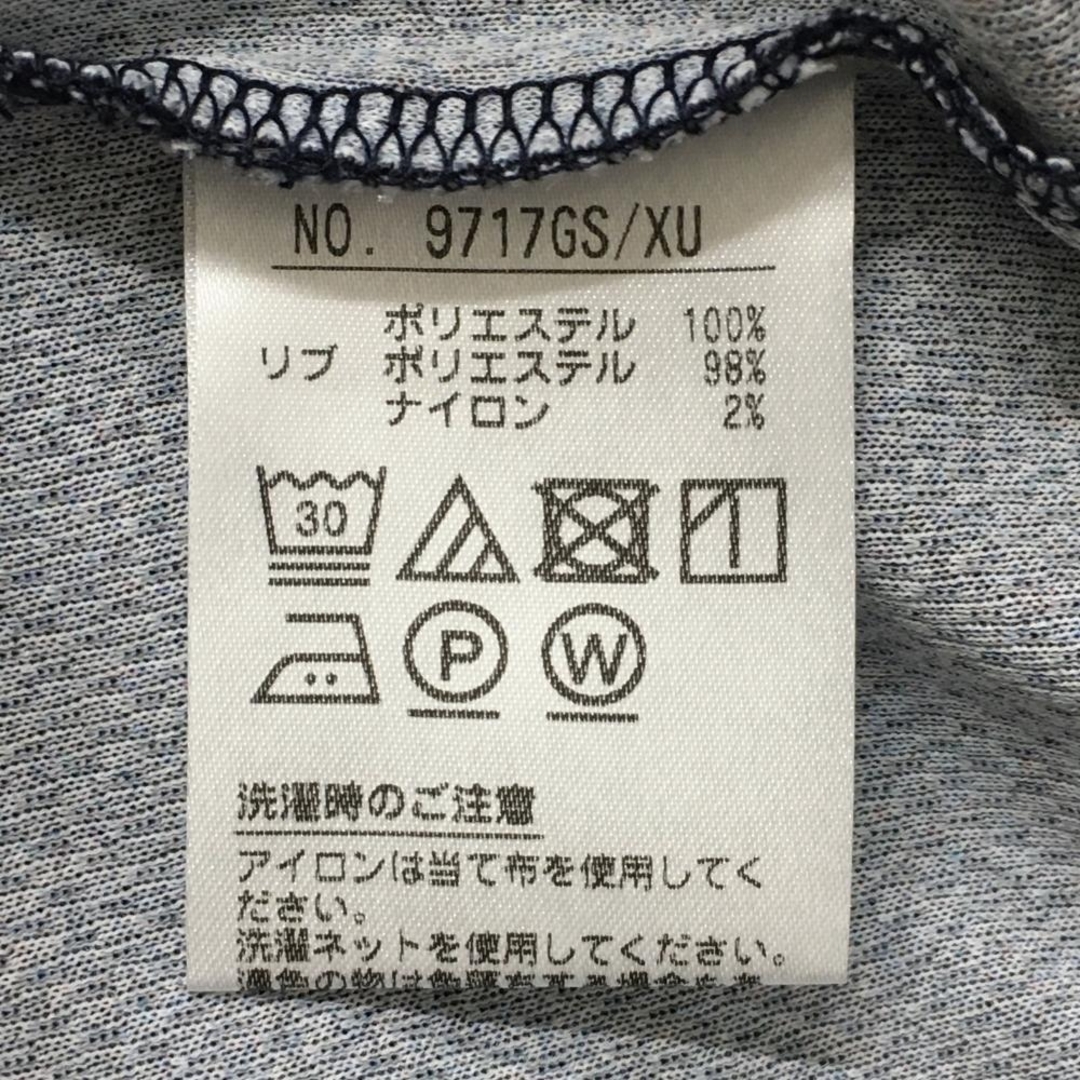 NO. 9717GS/XU
ポリエステル 100%
リブ ポリエステル 98%
ナイロン 2%
30
P W
洗濯時のご注意
アイロンは当て布を使用してく
ださい。
洗濯ネットを使用してください。